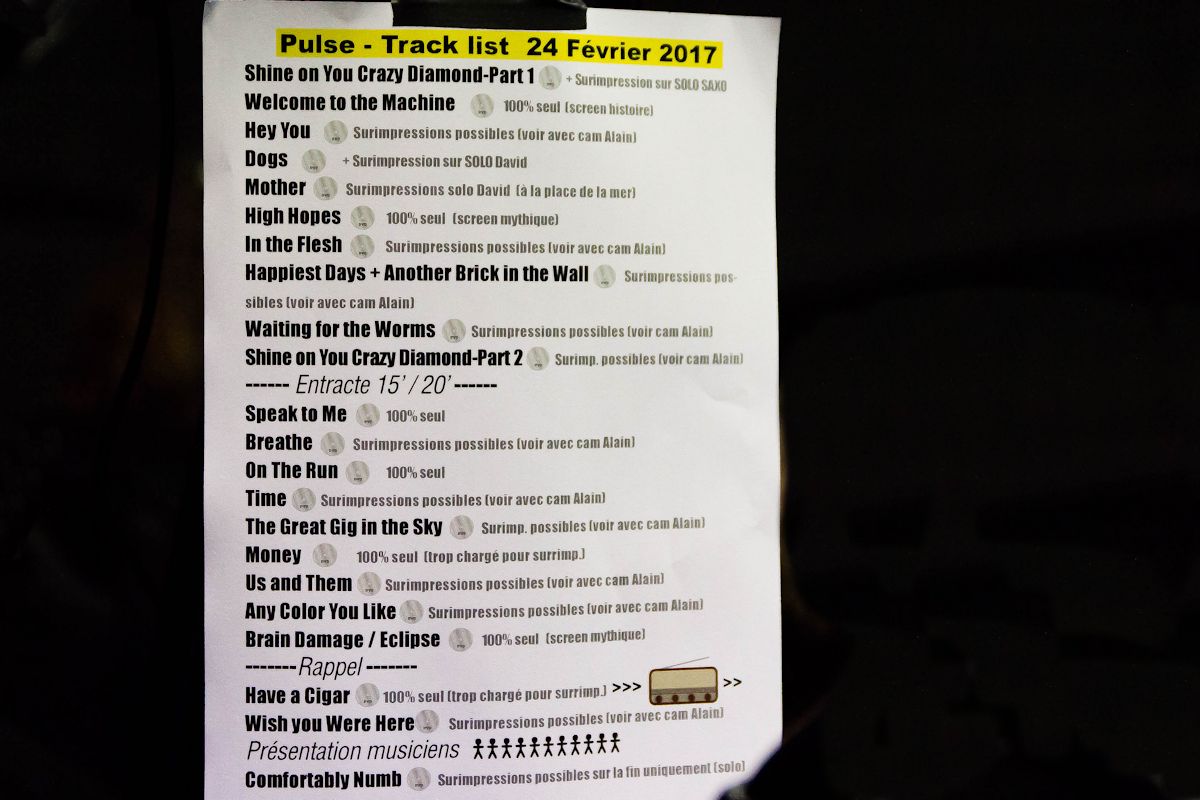 Pulse - Track list 24 Février 2017
Shine on You Crazy Diamond-Part 1 + Surimpression sur SOLO SAXO
Welcome to the Machine 100% seul (screen histoire)
Hey You Surimpressions possibles (voir avec cam Alain)
Dogs + Surimpression sur SOLO David
Mother Surimpressions solo David (à la place de la mer)
High Hopes 100% seul (screen mythique)
In the Flesh Surimpressions possibles (voir avec cam Alain)
Happiest Days + Another Brick in the Wall Surimpressions pos-
sibles (voir avec cam Alain)
Waiting for the Worms Surimpressions possibles (voir avec cam Alain)
Shine on You Crazy Diamond-Part 2 Surimp. possibles (voir cam Alain)
------ Entracte 15’ / 20’ ------
Speak to Me 100% seul
Breathe Surimpressions possibles (voir avec cam Alain)
On The Run 100% seul
Time Surimpressions possibles (voir avec cam Alain)
The Great Gig in the Sky Surimp. possibles (voir avec cam Alain)
Money 100% seul (trop chargé pour surrimp.)
Us and Them Surimpressions possibles (voir avec cam Alain)
Any Color You Like Surimpressions possibles (voir avec cam Alain)
Brain Damage / Eclipse 100% seul (screen mythique)
-------Rappel-------
Have a Cigar 100% seul (trop chargé pour surrimp.) >>> >>
Wish you Were Here Surimpressions possibles (voir avec cam Alain)
Présentation musiciens
Comfortably Numb Surimpressions possibles sur la fin uniquement (solo)